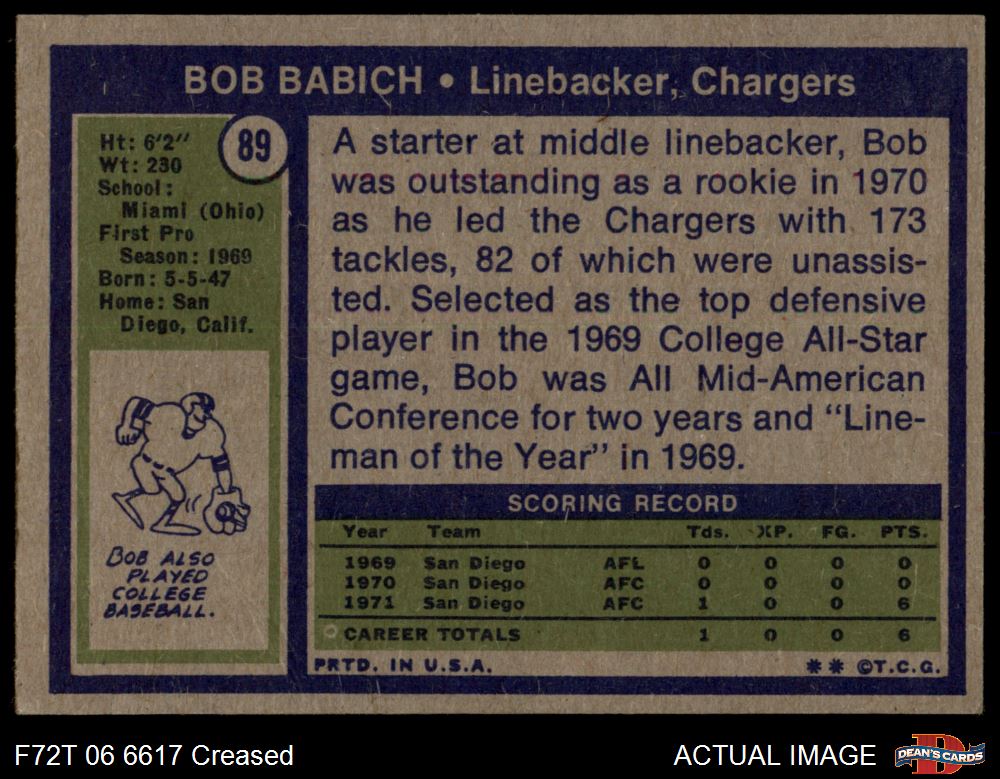 BOB BABICH • Linebacker, Chargers
89
Ht: 6'2"
Wt: 230
School:
Miami (Ohio)
First Pro
Season: 1969
Born: 5-5-47
Home: San
Diego, Calif.
BOB ALSO
PLAYED
COLLEGE
BASEBALL.
A starter at middle linebacker, Bob
was outstanding as a rookie in 1970
as he led the Chargers with 173
tackles, 82 of which were unassis-
ted. Selected as the top defensive
player in the 1969 College All-Star
game, Bob was All Mid-American
Conference for two years and “Line-
man of the Year” in 1969.
SCORING RECORD
Year Team Tds. XP. FG. PTS.
1969 San Diego AFL 0 0 0 0
1970 San Diego AFC 0 0 0 0
1971 San Diego AFC 1 0 0 6
CAREER TOTALS 1 0 0 6
PRTD. IN U.S.A. ** ©T.C.G.
F72T 06 6617 Creased ACTUAL IMAGE
DEAN'S CARDS